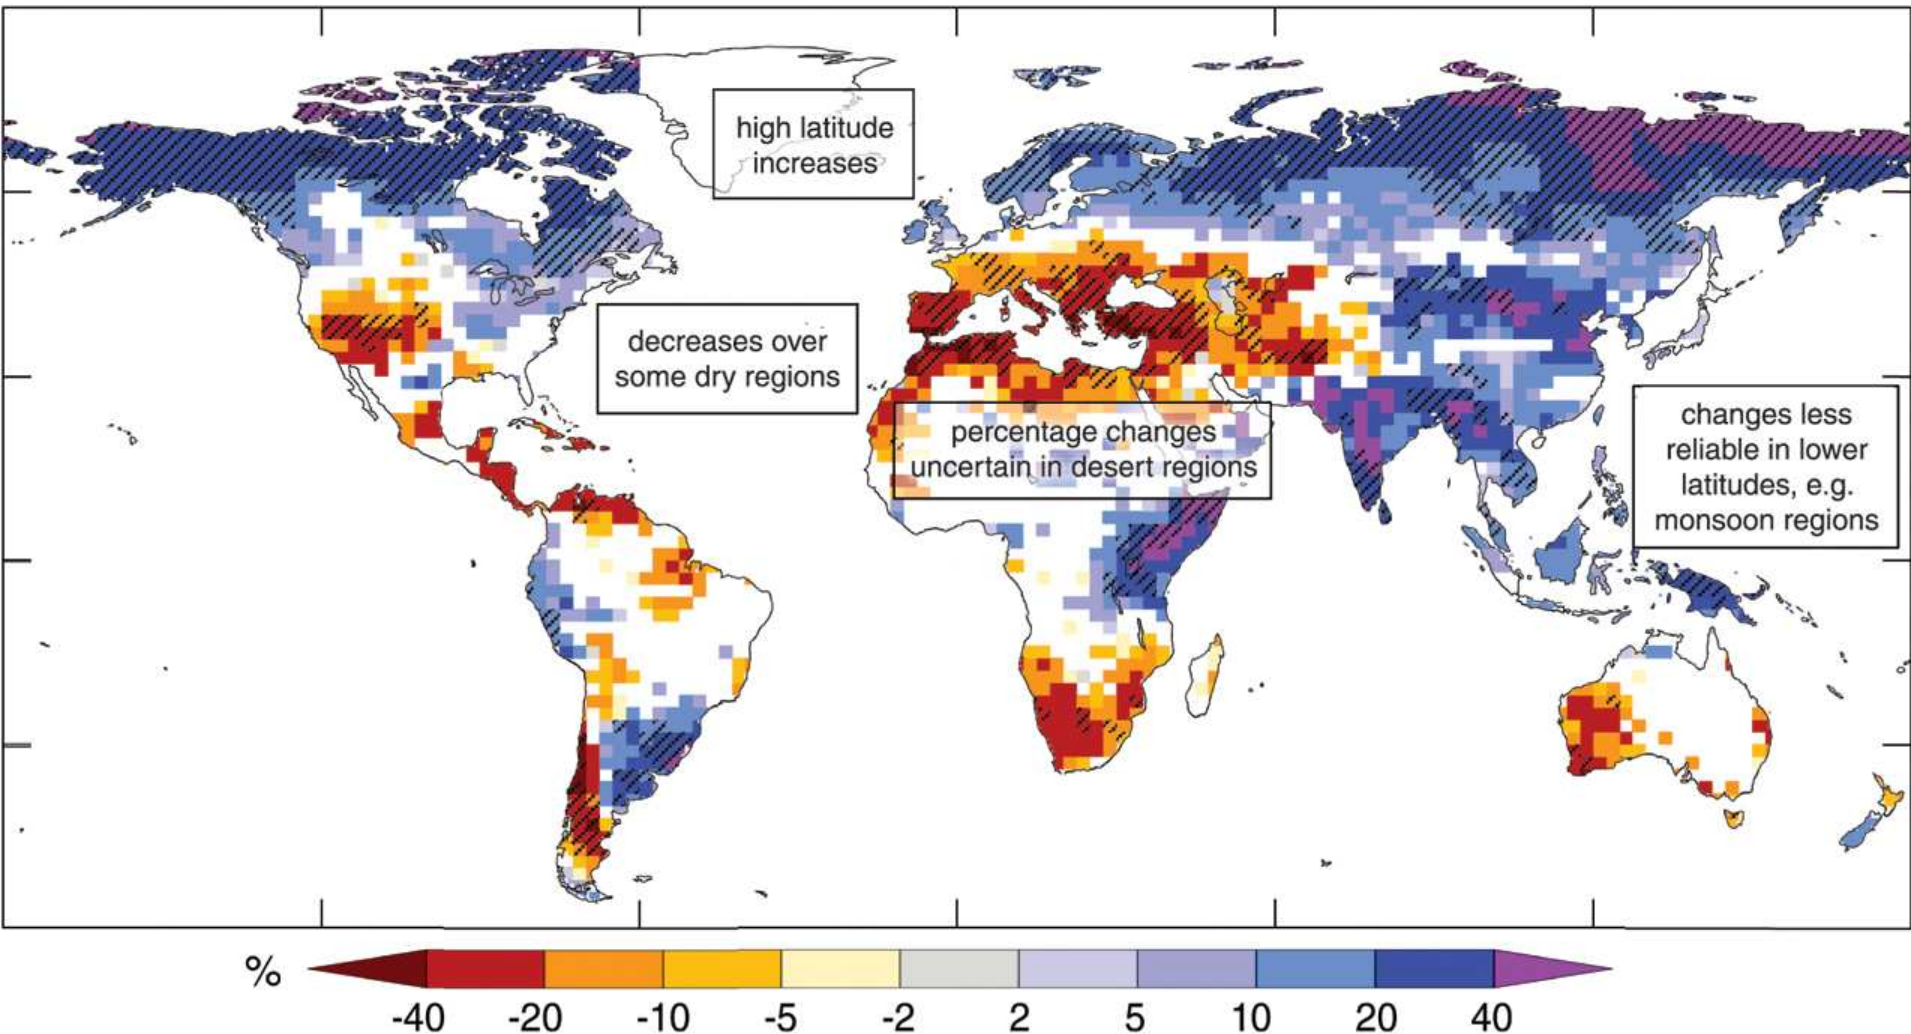 high latitude
increases
decreases over
some dry regions
percentage changes
uncertain in desert regions
changes less
reliable in lower
latitudes, e.g.
monsoon regions
%
-40 -20 -10 -5 -2 2 5 10 20 40